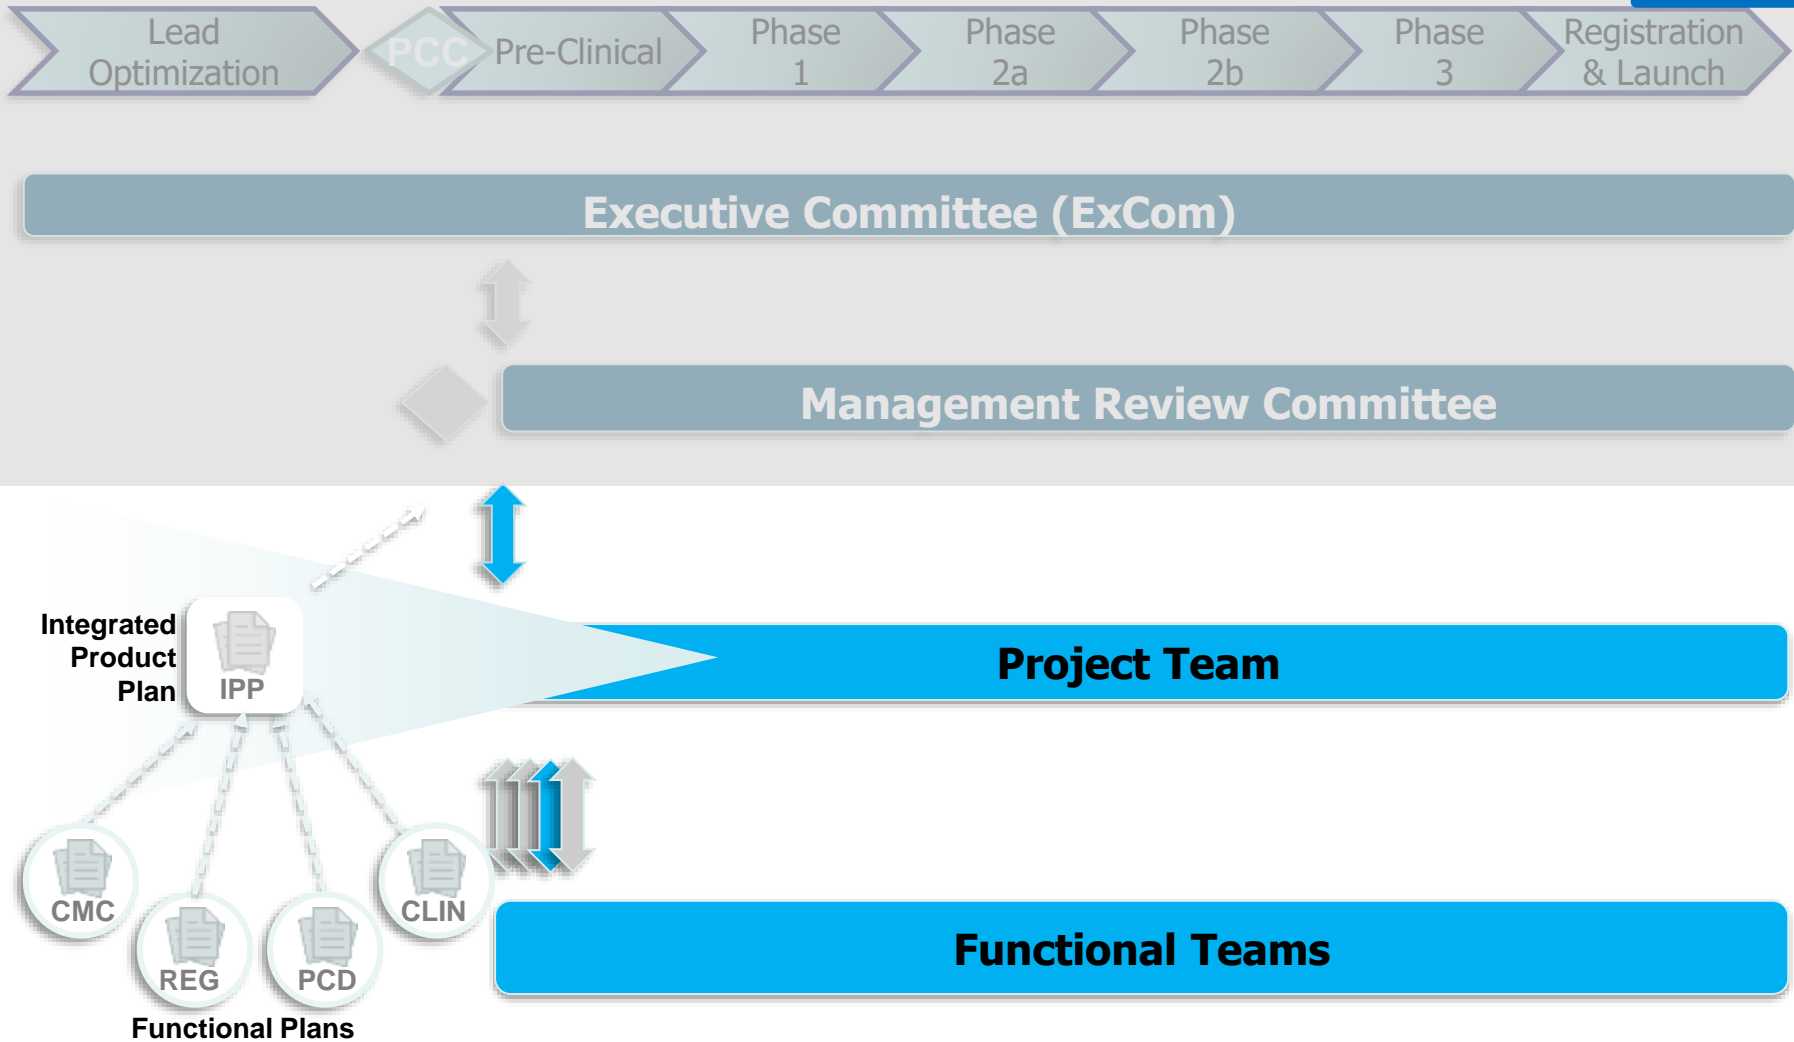 Lead
Optimization
PCC
Pre-Clinical
Phase
1
Phase
2a
Phase
2b
Phase
3
Registration
& Launch
Executive Committee (ExCom)
Management Review Committee
Integrated
Product
Plan
IPP
Project Team
CMC
REG
PCD
CLIN
Functional Plans
Functional Teams